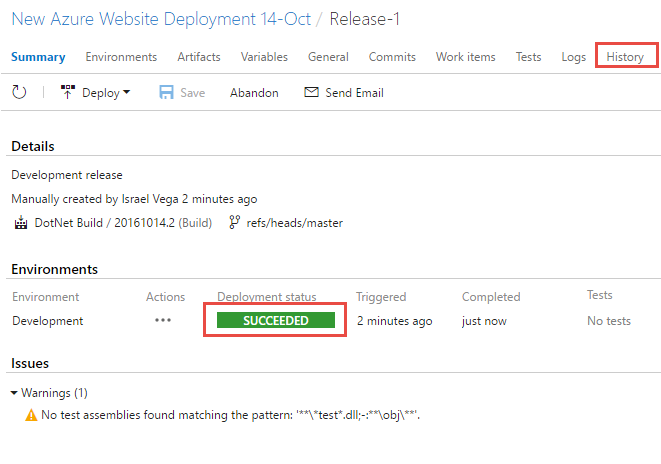 New Azure Website Deployment 14-Oct / Release-1
Summary Environments Artifacts Variables General Commits Work items Tests Logs History
Deploy Save Abandon Send Email
Details
Development release
Manually created by Israel Vega 2 minutes ago
DotNet Build / 20161014.2 (Build) refs/heads/master
Environments
Environment Actions Deployment status Triggered Completed Tests
Development ••• SUCCEEDED 2 minutes ago just now No tests
Issues
Warnings (1)
No test assemblies found matching the pattern: '**\*test*.dll;-:**\obj\**'.